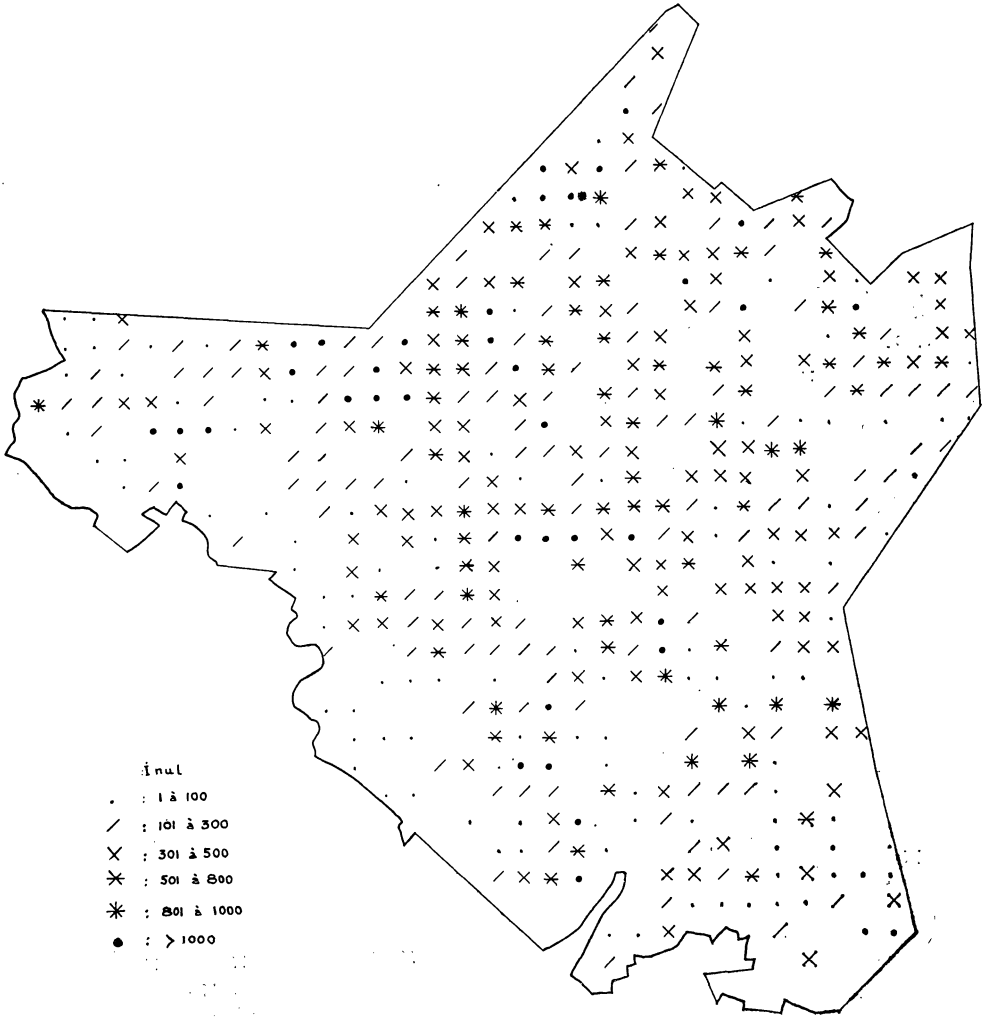 : nul
. : 1 à 100
/ : 101 à 300
X : 301 à 500
⚹ : 501 à 800
✳ : 801 à 1000
● : > 1000